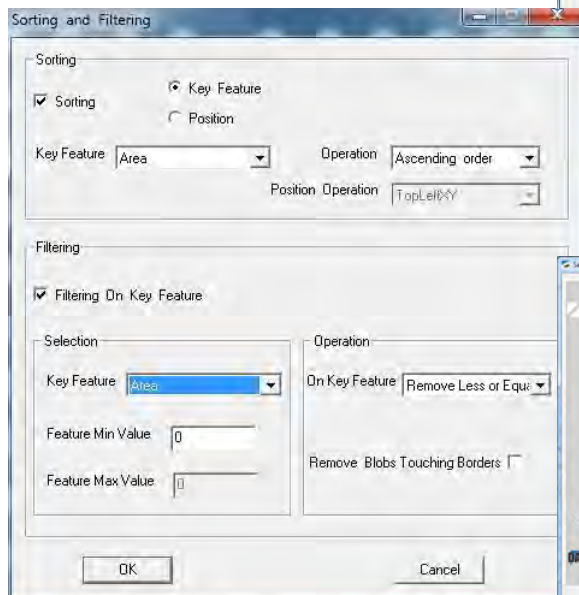 Sorting and Filtering
Sorting
Key Feature
Sorting
Position
Key Feature Area Operation Ascending order
Position Operation TopLeftXY
Filtering
Filtering On Key Feature
Selection Operation
Key Feature Area On Key Feature Remove Less or Equa
Feature Min Value 0
Remove Blobs Touching Borders
Feature Max Value 0
OK Cancel